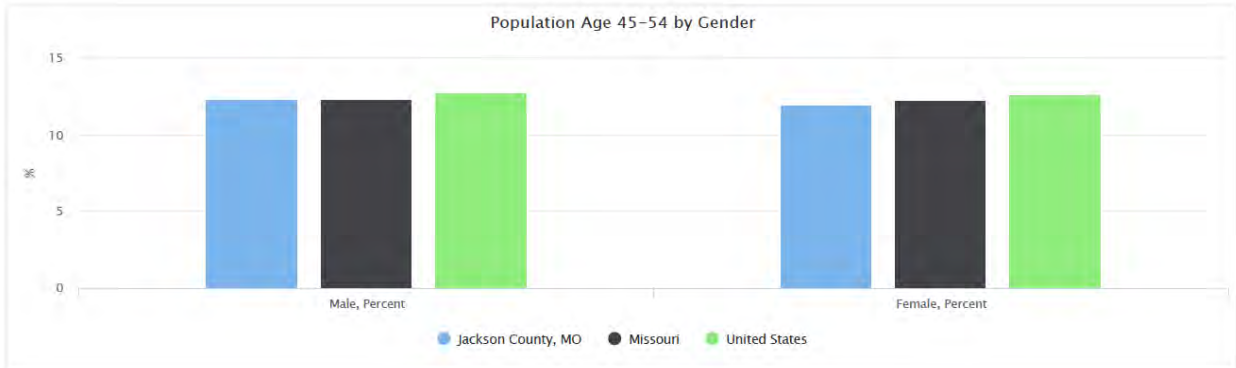 Population Age 45-54 by Gender
15
10
%
5
0
Male, Percent Female, Percent
Jackson County, MO Missouri United States